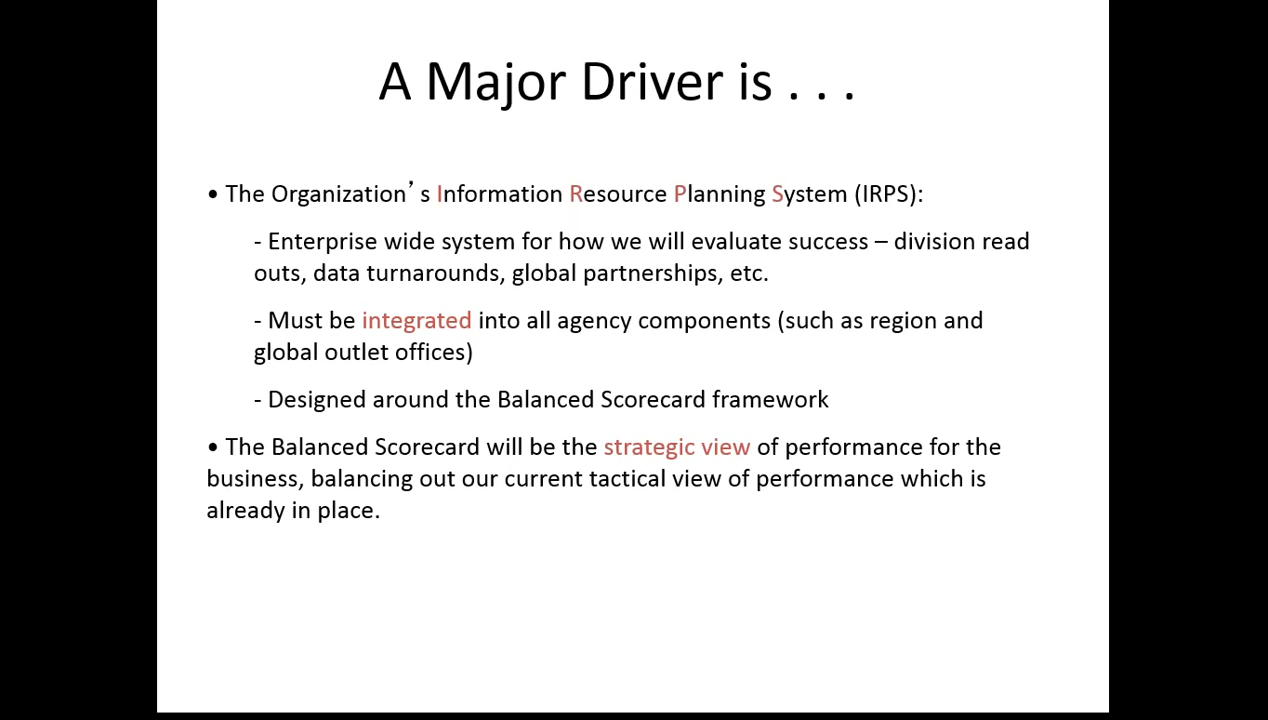 A Major Driver is . . .
• The Organization’s Information Resource Planning System (IRPS):
- Enterprise wide system for how we will evaluate success – division read
outs, data turnarounds, global partnerships, etc.
- Must be integrated into all agency components (such as region and
global outlet offices)
- Designed around the Balanced Scorecard framework
• The Balanced Scorecard will be the strategic view of performance for the
business, balancing out our current tactical view of performance which is
already in place.